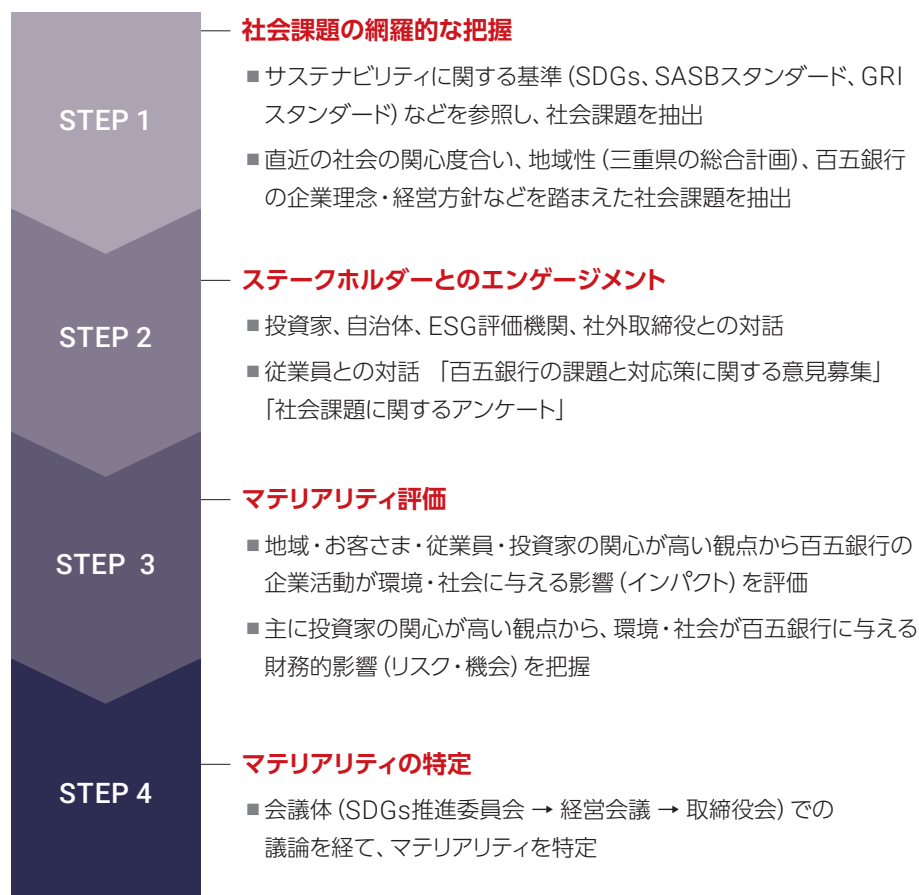 STEP 1
社会課題の網羅的な把握
■サステナビリティに関する基準(SDGs、SASBスタンダード、GRI
スタンダード)などを参照し、社会課題を抽出
■直近の社会の関心度合い、地域性(三重県の総合計画)、百五銀行
の企業理念・経営方針などを踏まえた社会課題を抽出
STEP 2
ステークホルダーとのエンゲージメント
■投資家、自治体、ESG評価機関、社外取締役との対話
■従業員との対話 「百五銀行の課題と対応策に関する意見募集」
「社会課題に関するアンケート」
STEP 3
マテリアリティ評価
■地域・お客さま・従業員・投資家の関心が高い観点から百五銀行の
企業活動が環境・社会に与える影響(インパクト)を評価
■主に投資家の関心が高い観点から、環境・社会が百五銀行に与える
財務的影響(リスク・機会)を把握
STEP 4
マテリアリティの特定
■会議体(SDGs推進委員会 → 経営会議 → 取締役会)での
議論を経て、マテリアリティを特定